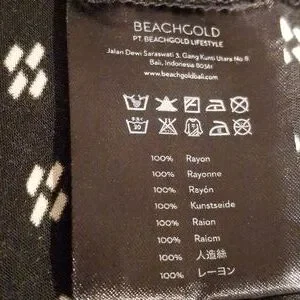 BEACHGOLD
PT. BEACHGOLD LIFESTYLE
Jalan Dewi Saraswati 3, Gang Kunti Utara No 8
Bali, Indonesia 80361
www.beachgoldbali.com
30
100% Rayon
100% Rayonne
100% Rayón
100% Kunstseide
100% Raion
100% Raiom
100% 人造絲
100% レーヨン